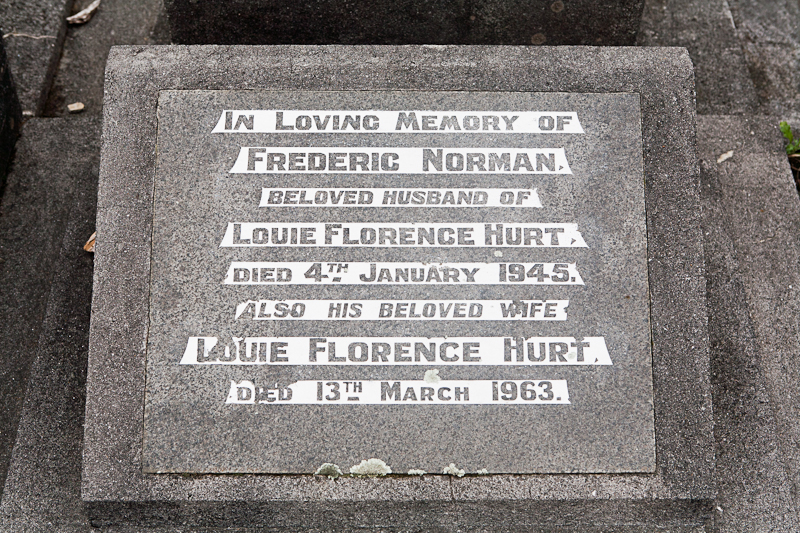 IN LOVING MEMORY OF
FREDERIC NORMAN,
BELOVED HUSBAND OF
LOUIE FLORENCE HURT,
DIED 4TH JANUARY 1945.
ALSO HIS BELOVED WIFE
LOUIE FLORENCE HURT.
DIED 13TH MARCH 1963.